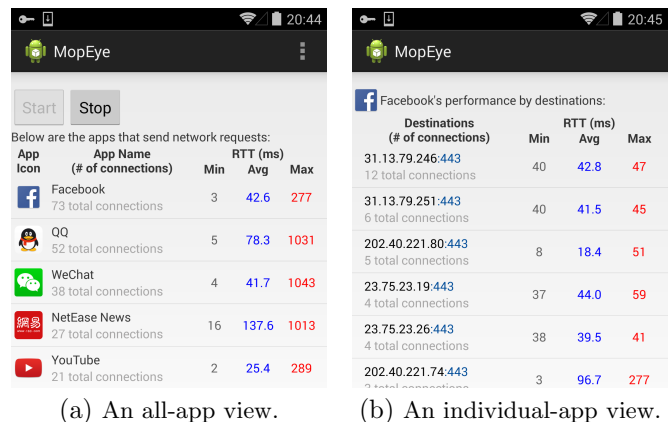 20:44
MopEye
Start Stop
Below are the apps that send network requests:
App Icon App Name (# of connections) RTT (ms) Min Avg Max
Facebook 3 42.6 277
73 total connections
QQ 5 78.3 1031
52 total connections
WeChat 4 41.7 1043
38 total connections
網易 NetEase News 16 137.6 1013
27 total connections
YouTube 2 25.4 289
21 total connections
(a) An all-app view.
20:45
MopEye
Facebook's performance by destinations:
Destinations RTT (ms)
(# of connections) Min Avg Max
31.13.79.246:443 40 42.8 47
12 total connections
31.13.79.251:443 40 41.5 45
6 total connections
202.40.221.80:443 8 18.4 51
5 total connections
23.75.23.19:443 37 44.0 59
4 total connections
23.75.23.26:443 38 39.5 41
4 total connections
202.40.221.74:443 3 96.7 277
3 total connections
(b) An individual-app view.